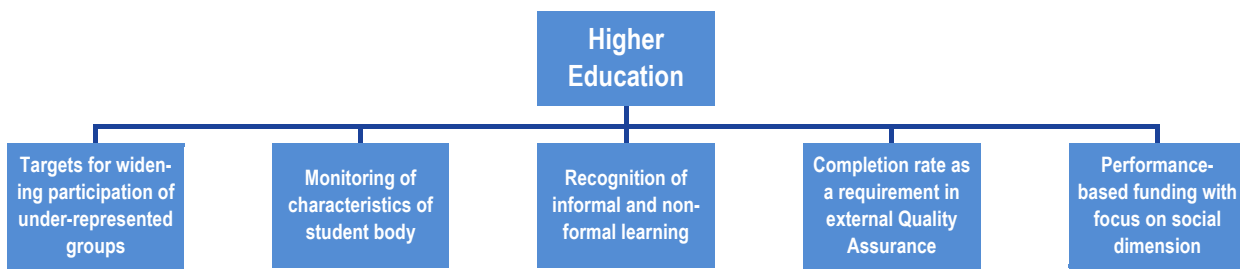 Higher
Education
Targets for widen-
ing participation of
under-represented
groups
Monitoring of
characteristics of
student body
Recognition of
informal and non-
formal learning
Completion rate as
a requirement in
external Quality
Assurance
Performance-
based funding with
focus on social
dimension